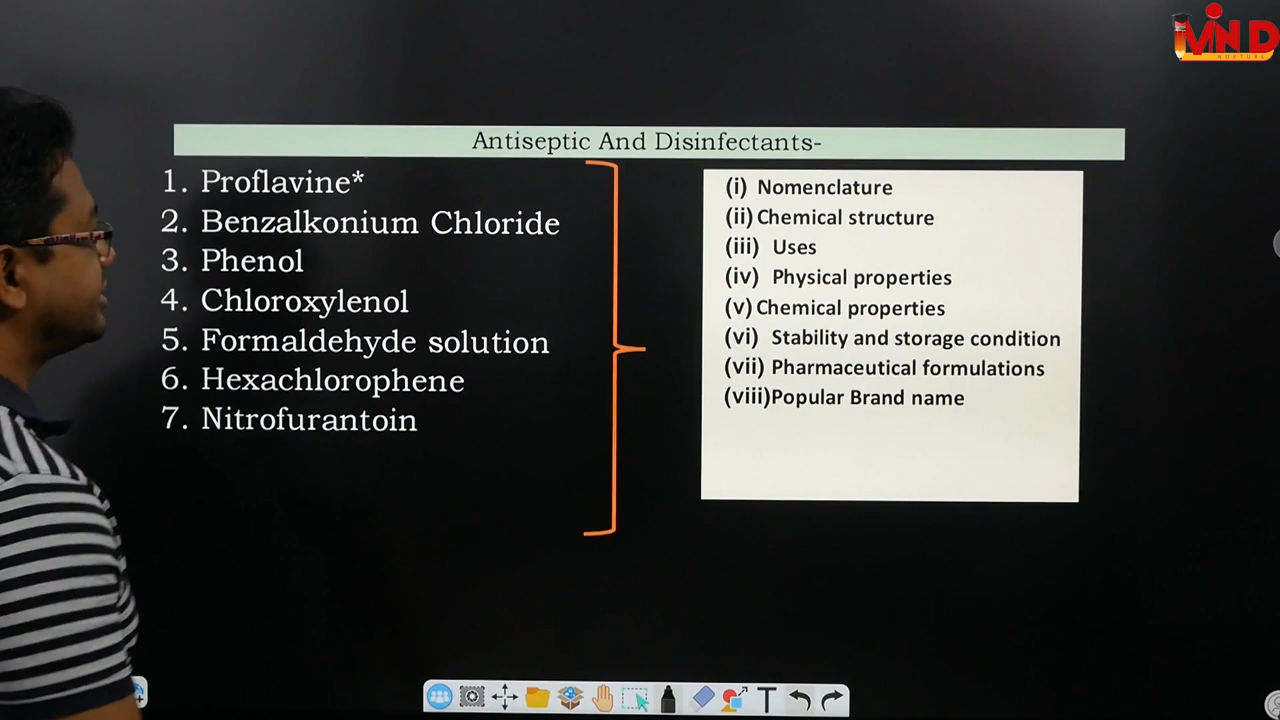 MIND
NURTURE
Antiseptic And Disinfectants-
1. Proflavine*
2. Benzalkonium Chloride
3. Phenol
4. Chloroxylenol
5. Formaldehyde solution
6. Hexachlorophene
7. Nitrofurantoin
(i) Nomenclature
(ii) Chemical structure
(iii) Uses
(iv) Physical properties
(v) Chemical properties
(vi) Stability and storage condition
(vii) Pharmaceutical formulations
(viii)Popular Brand name
T